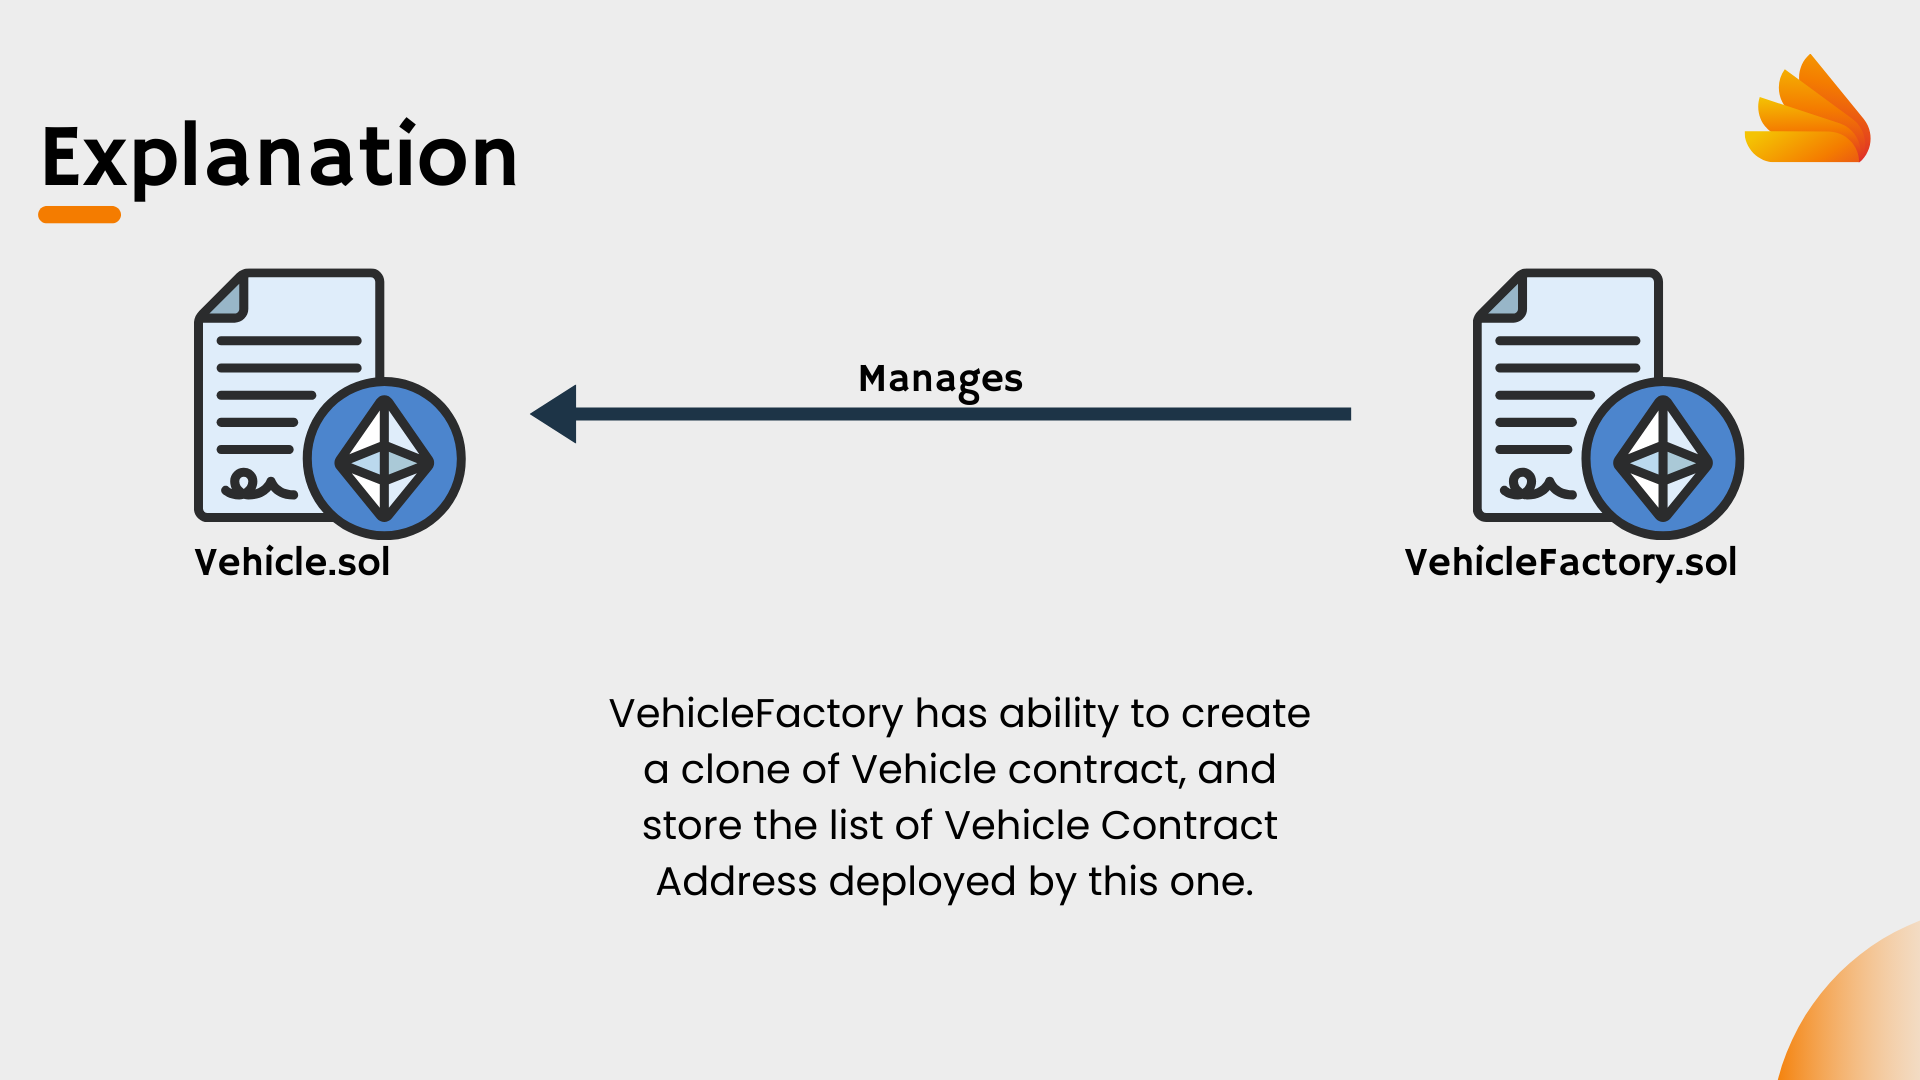 Explanation
Manages
Vehicle.sol
VehicleFactory.sol
VehicleFactory has ability to create
a clone of Vehicle contract, and
store the list of Vehicle Contract
Address deployed by this one.